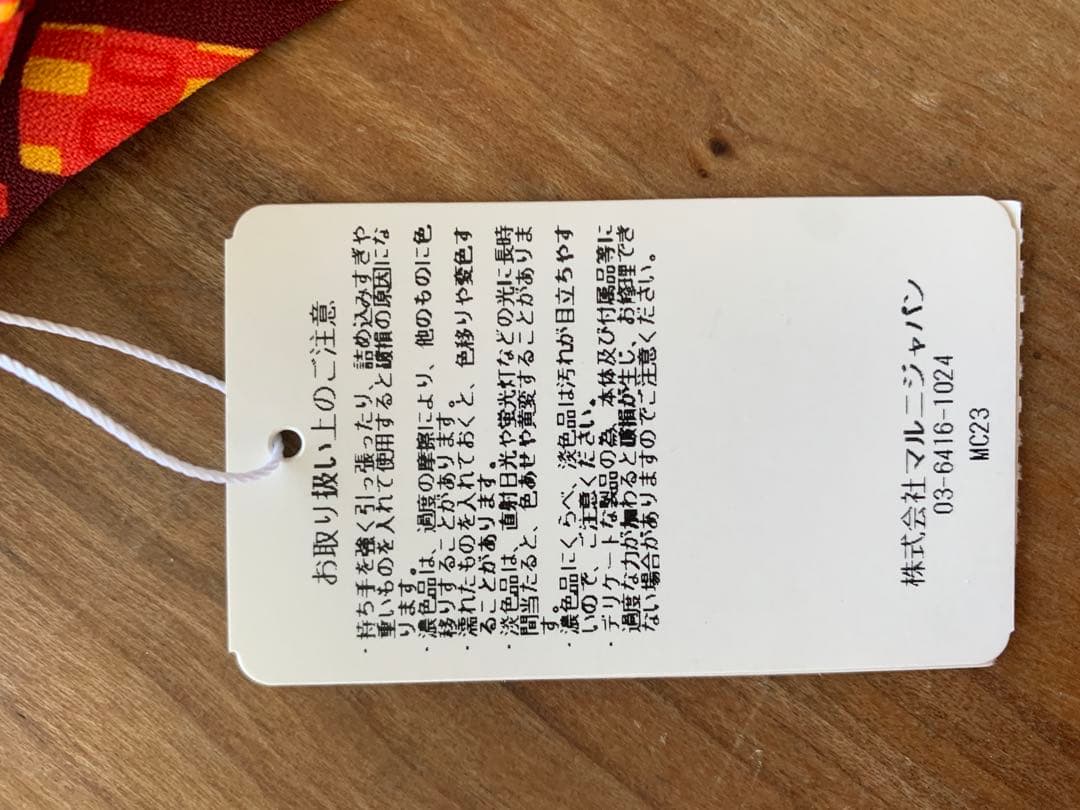 お取り扱い上のご注意
・持ち手を強く引っ張ったり、詰め込みすぎや
重いものを入れて使用すると破損の原因にな
ります。
・濃色品は、過度の摩擦により、他のものに色
移りすることがあります。
・濡れたものを入れておくと、色移りや変色す
ることがあります。
・淡色品は、直射日光や蛍光灯などの光に長時
間当たると、色あせや黄変することがありま
す。
・濃色品にくらべ、淡色品は汚れが目立ちやす
いので、ご注意ください。
・デリケートな製品の為、本体及び付属品等に
過度な力が加わると破損が生じ、お修理でき
ない場合がありますのでご注意ください。
株式会社マルニジャパン
03-6416-1024
MC23